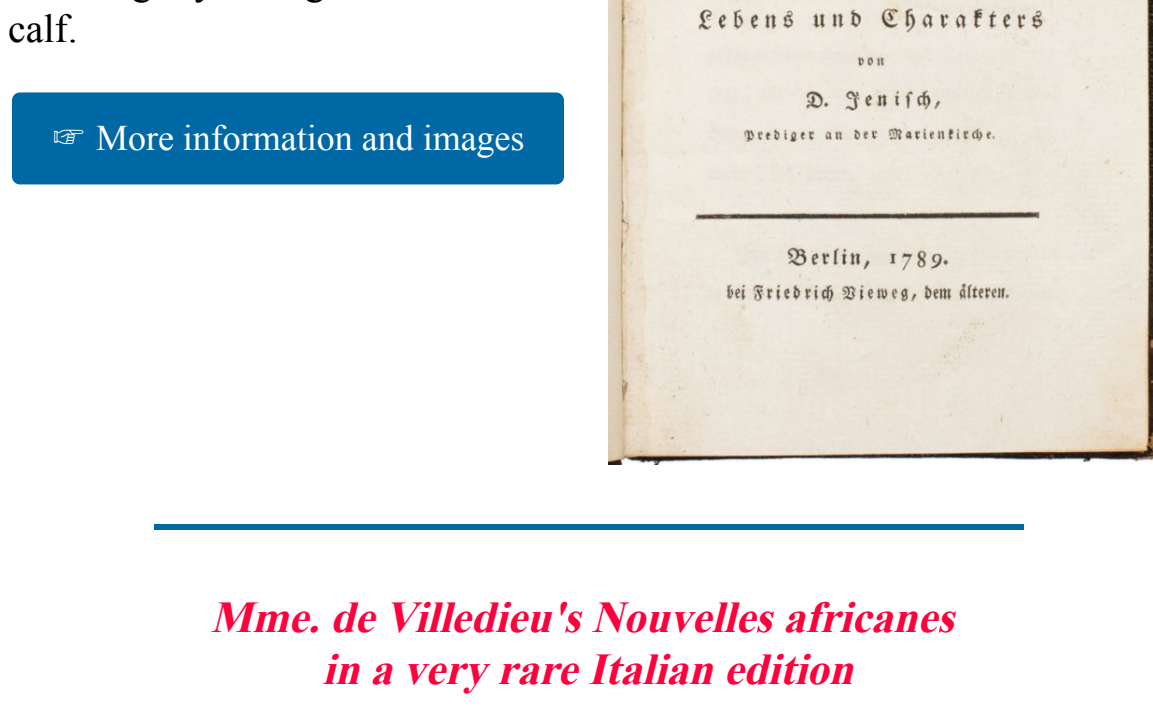 calf.
☞ More information and images
Lebens und Charakters
von
D. Jenisch,
Prediger an der Marienkirche.
Berlin, 1789.
bei Friedrich Vieweg, dem älteren.
Mme. de Villedieu's Nouvelles africanes
in a very rare Italian edition